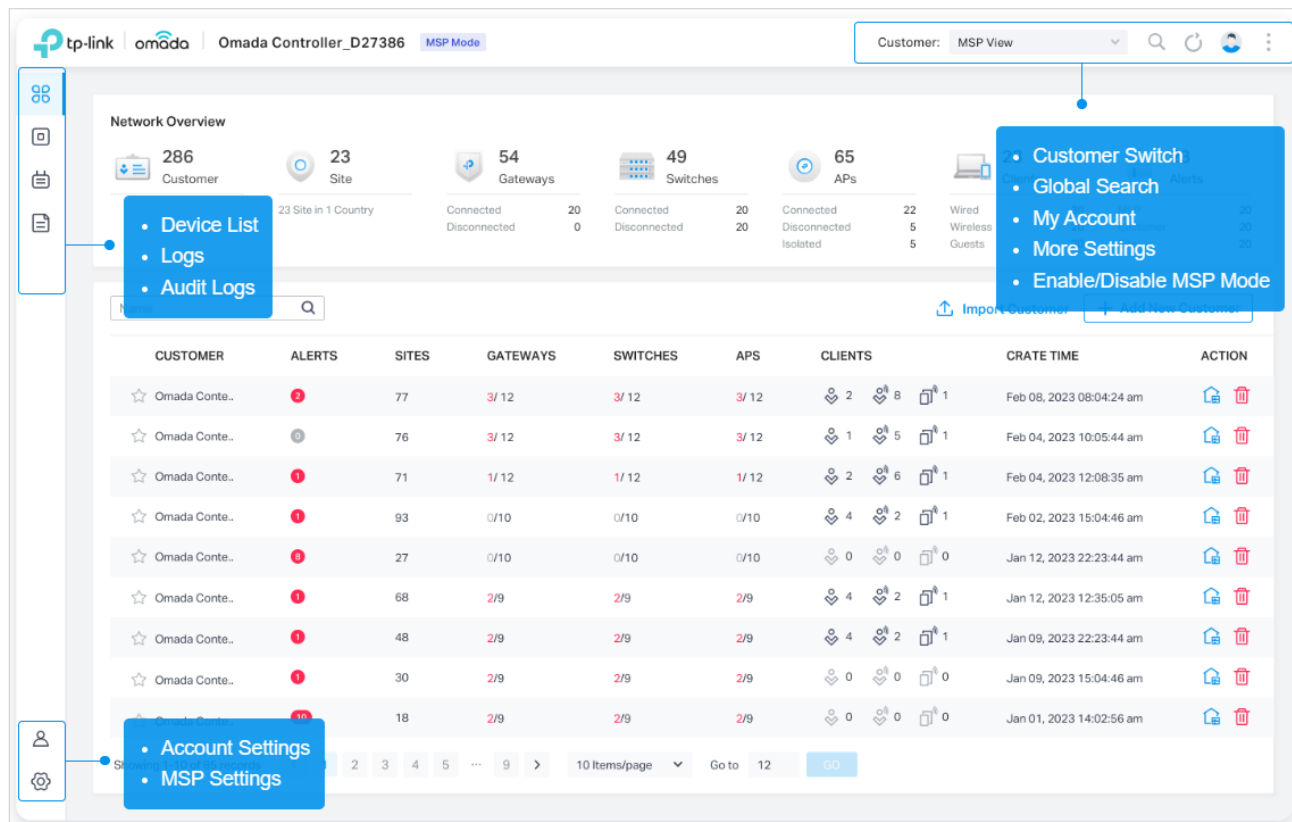 tp-link omada Omada Controller_D27386 MSP Mode Customer: MSP View
Network Overview
286 Customer
23 Site
23 Site in 1 Country
54 Gateways
Connected 20
Disconnected 0
49 Switches
Connected 20
Disconnected 20
65 APs
Connected 22
Disconnected 5
Isolated 5
Wired
Wireless
Guests
Alerts
20
20
20
• Customer Switch
• Global Search
• My Account
• More Settings
• Enable/Disable MSP Mode
• Device List
• Logs
• Audit Logs
Import Customer + Add New Customer
CUSTOMER ALERTS SITES GATEWAYS SWITCHES APS CLIENTS CRATE TIME ACTION
Omada Conte.. 2 77 3/ 12 3/ 12 3/ 12 2 8 1 Feb 08, 2023 08:04:24 am
Omada Conte.. 0 76 3/ 12 3/ 12 3/ 12 1 5 1 Feb 04, 2023 10:05:44 am
Omada Conte.. 1 71 1/ 12 1/ 12 1/ 12 2 6 1 Feb 04, 2023 12:08:35 am
Omada Conte.. 1 93 0/10 0/10 0/10 4 2 1 Feb 02, 2023 15:04:46 am
Omada Conte.. 8 27 0/10 0/10 0/10 0 0 0 Jan 12, 2023 22:23:44 am
Omada Conte.. 1 68 2/9 2/9 2/9 4 2 1 Jan 12, 2023 12:35:05 am
Omada Conte.. 1 48 2/9 2/9 2/9 4 2 1 Jan 09, 2023 22:23:44 am
Omada Conte.. 1 30 2/9 2/9 2/9 0 0 0 Jan 09, 2023 15:04:46 am
Omada Conte.. 10 18 2/9 2/9 2/9 0 0 0 Jan 01, 2023 14:02:56 am
• Account Settings
• MSP Settings
Showing 1-10 of 85 records 1 2 3 4 5 ... 9 > 10 Items/page Go to 12 GO